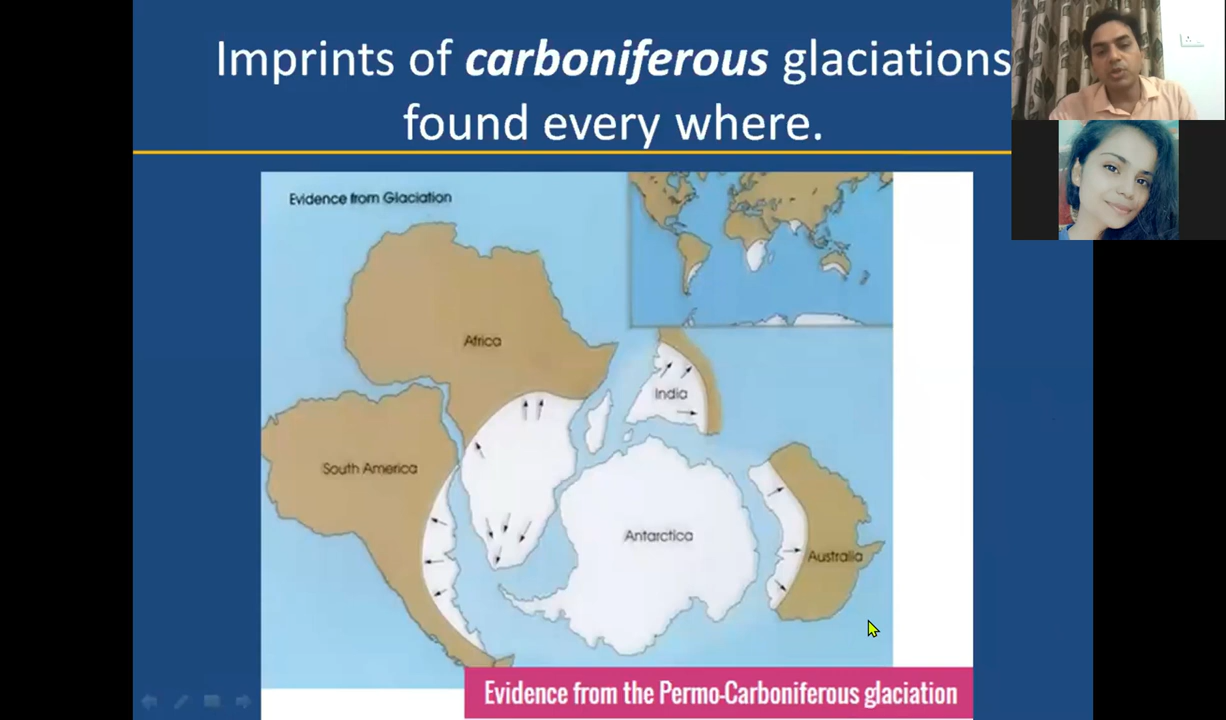 Imprints of carboniferous glaciations
found every where.
Evidence from Glaciation
Africa
India
South America
Antarctica
Australia
Evidence from the Permo-Carboniferous glaciation